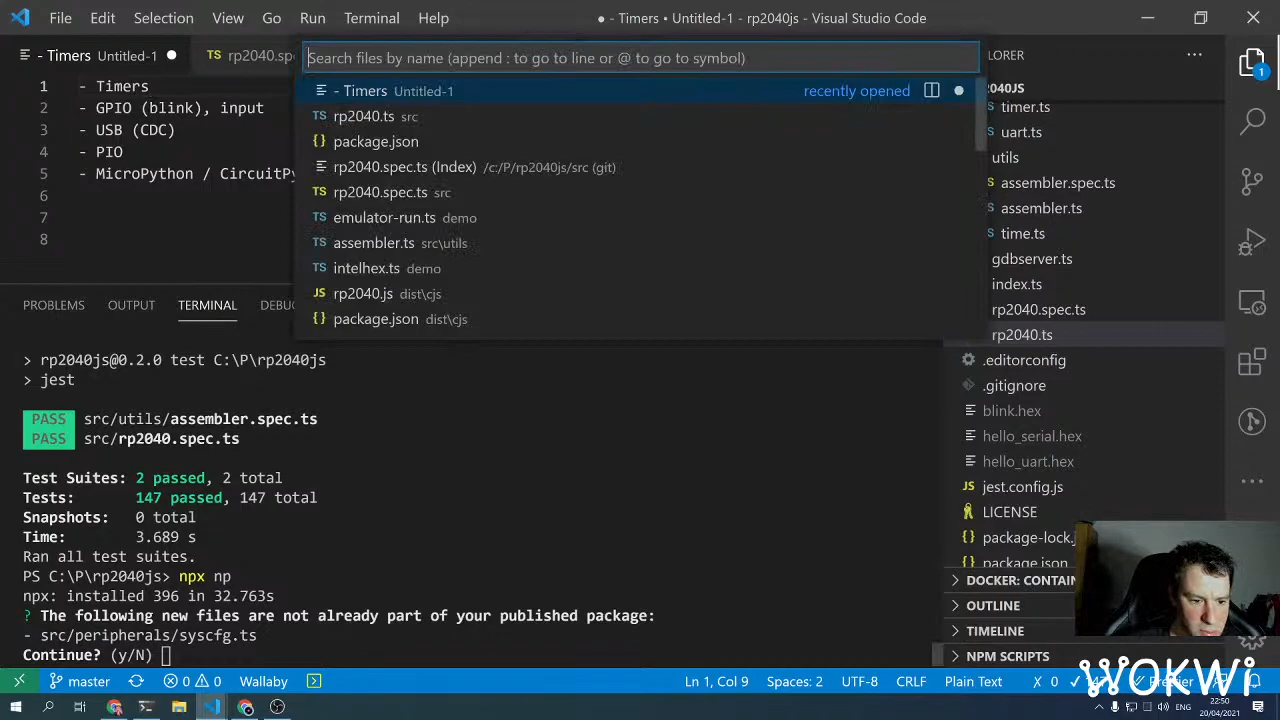 File Edit Selection View Go Run Terminal Help
● - Timers • Untitled-1 - rp2040js - Visual Studio Code
- Timers Untitled-1
TS rp2040.ts
Search files by name (append : to go to line or @ to go to symbol)
- Timers Untitled-1 recently opened
TS rp2040.ts src
{} package.json
rp2040.spec.ts (Index) /c:/P/rp2040js/src (git)
TS rp2040.spec.ts src
TS emulator-run.ts demo
TS assembler.ts src\utils
TS intelhex.ts demo
JS rp2040.js dist\cjs
{} package.json dist\cjs
1 - Timers
2 - GPIO (blink), input
3 - USB (CDC)
4 - PIO
5 - MicroPython / CircuitPy
6
7
8
PROBLEMS OUTPUT TERMINAL DEBU
> rp2040js@0.2.0 test C:\P\rp2040js
> jest
PASS src/utils/assembler.spec.ts
PASS src/rp2040.spec.ts
Test Suites: 2 passed, 2 total
Tests: 147 passed, 147 total
Snapshots: 0 total
Time: 3.689 s
Ran all test suites.
PS C:\P\rp2040js> npx np
npx: installed 396 in 32.763s
? The following new files are not already part of your published package:
- src/peripherals/syscfg.ts
Continue? (y/N)
LORER
2040JS
timer.ts
uart.ts
utils
assembler.spec.ts
assembler.ts
time.ts
gdbserver.ts
index.ts
rp2040.spec.ts
rp2040.ts
.editorconfig
.gitignore
blink.hex
hello_serial.hex
hello_uart.hex
JS jest.config.js
LICENSE
{} package-lock.j
{} package.json
DOCKER: CONTAIN
OUTLINE
TIMELINE
NPM SCRIPTS
1
WOKWi
master 0 0 Wallaby
Ln 1, Col 9 Spaces: 2 UTF-8 CRLF Plain Text 0
ENG
22:50
20/04/2021